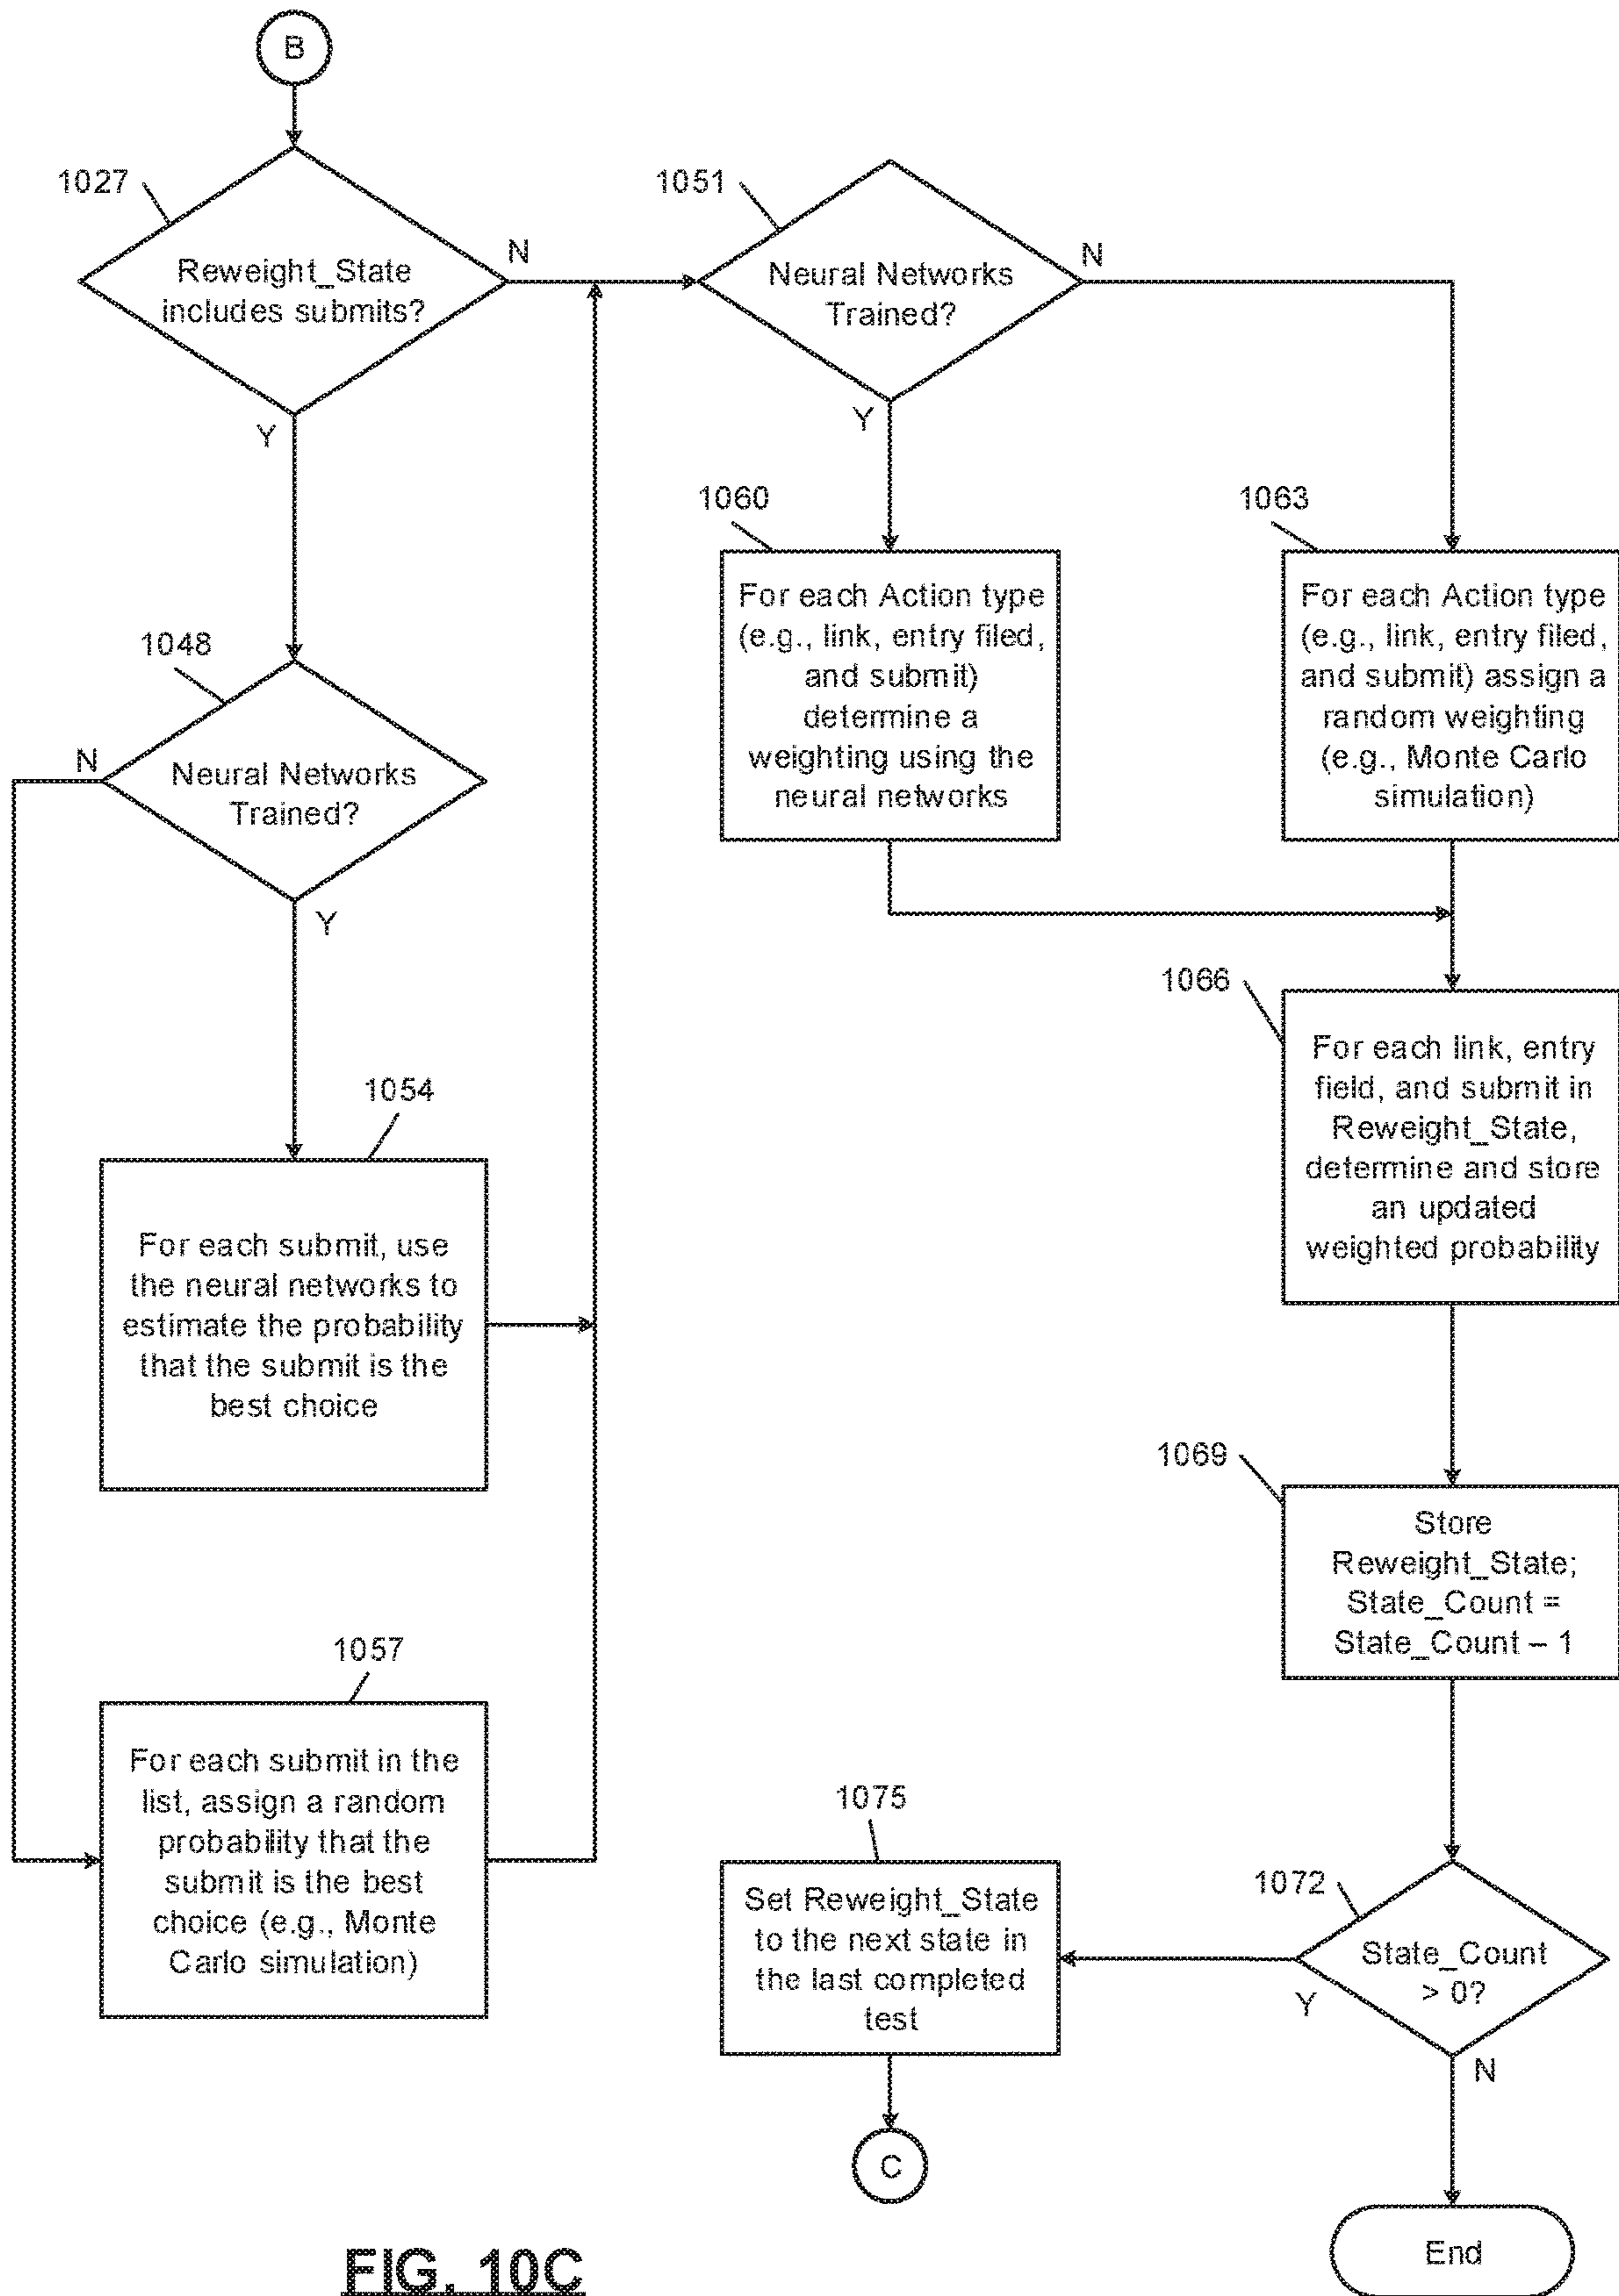 B
1027
Reweight_State
includes submits?
N
Y
1051
Neural Networks
Trained?
N
Y
1048
Neural Networks
Trained?
N
Y
1060
For each Action type
(e.g., link, entry filed,
and submit)
determine a
weighting using the
neural networks
1063
For each Action type
(e.g., link, entry filed,
and submit) assign a
random weighting
(e.g., Monte Carlo
simulation)
1054
For each submit, use
the neural networks to
estimate the probability
that the submit is the
best choice
1066
For each link, entry
field, and submit in
Reweight_State,
determine and store
an updated
weighted probability
1057
For each submit in the
list, assign a random
probability that the
submit is the best
choice (e.g., Monte
Carlo simulation)
1069
Store
Reweight_State;
State_Count =
State_Count – 1
1075
Set Reweight_State
to the next state in
the last completed
test
1072
State_Count
> 0?
Y
N
C
End
FIG. 10C